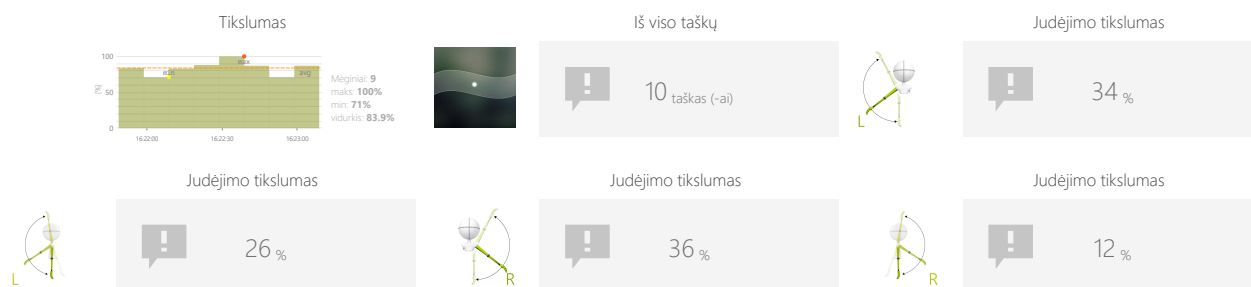 Tikslumas
100
50
0
[%]
min
max
avg
16:22:00
16:22:30
16:23:00
Mėginiai: 9
maks: 100%
min: 71%
vidurkis: 83.9%
Iš viso taškų
10 taškas (-ai)
Judėjimo tikslumas
L
34 %
Judėjimo tikslumas
L
26 %
Judėjimo tikslumas
R
36 %
Judėjimo tikslumas
R
12 %